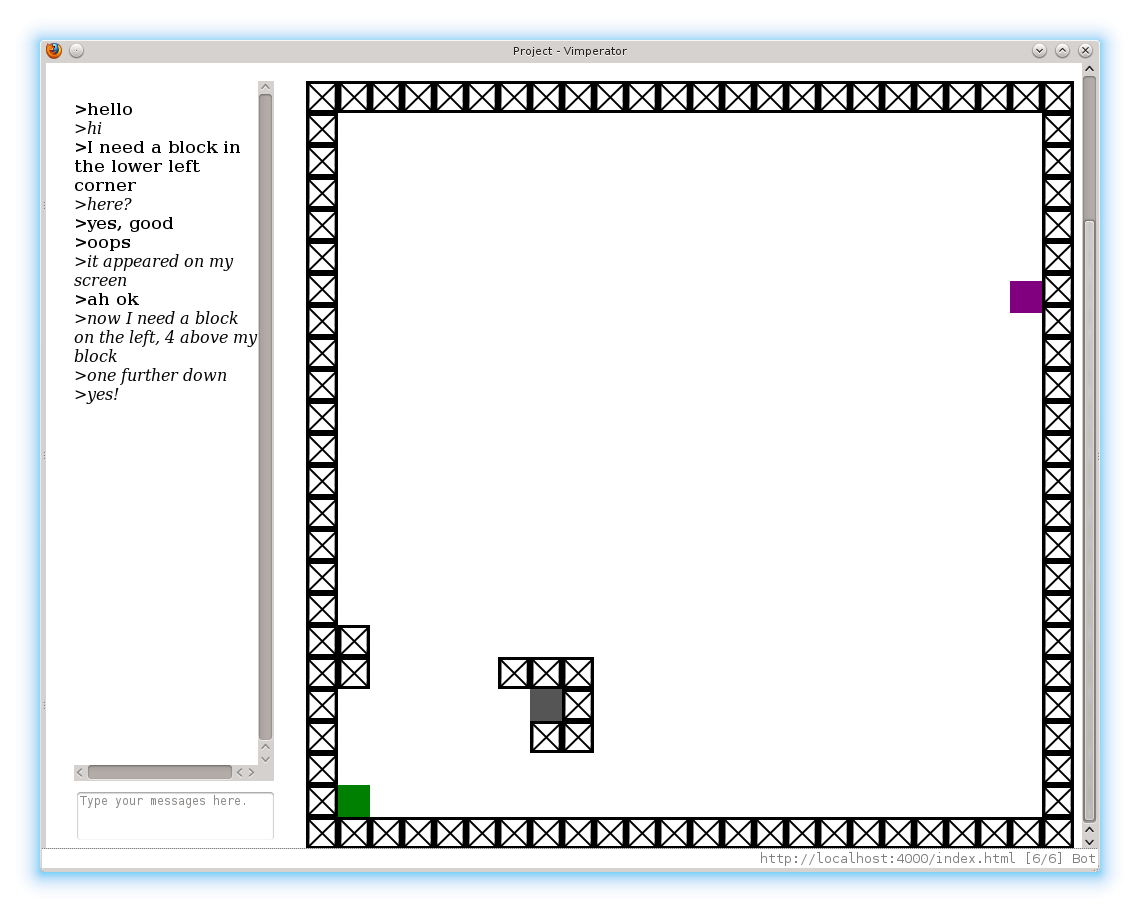 Project - Vimperator
>hello
>hi
>I need a block in
the lower left
corner
>here?
>yes, good
>oops
>it appeared on my
screen
>ah ok
>now I need a block
on the left, 4 above my
block
>one further down
>yes!
Type your messages here.
http://localhost:4000/index.html [6/6] Bot